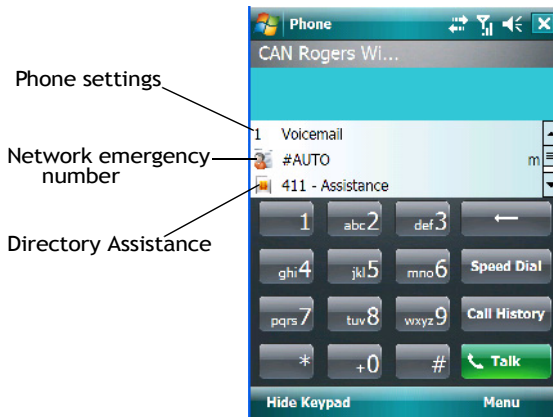 Phone
CAN Rogers Wi...
Phone settings
1 Voicemail
Network emergency
number
#AUTO m
411 - Assistance
Directory Assistance
1 abc2 def3
ghi4 jkl5 mno6 Speed Dial
pqrs7 tuv8 wxyz9 Call History
* +0 # Talk
Hide Keypad Menu